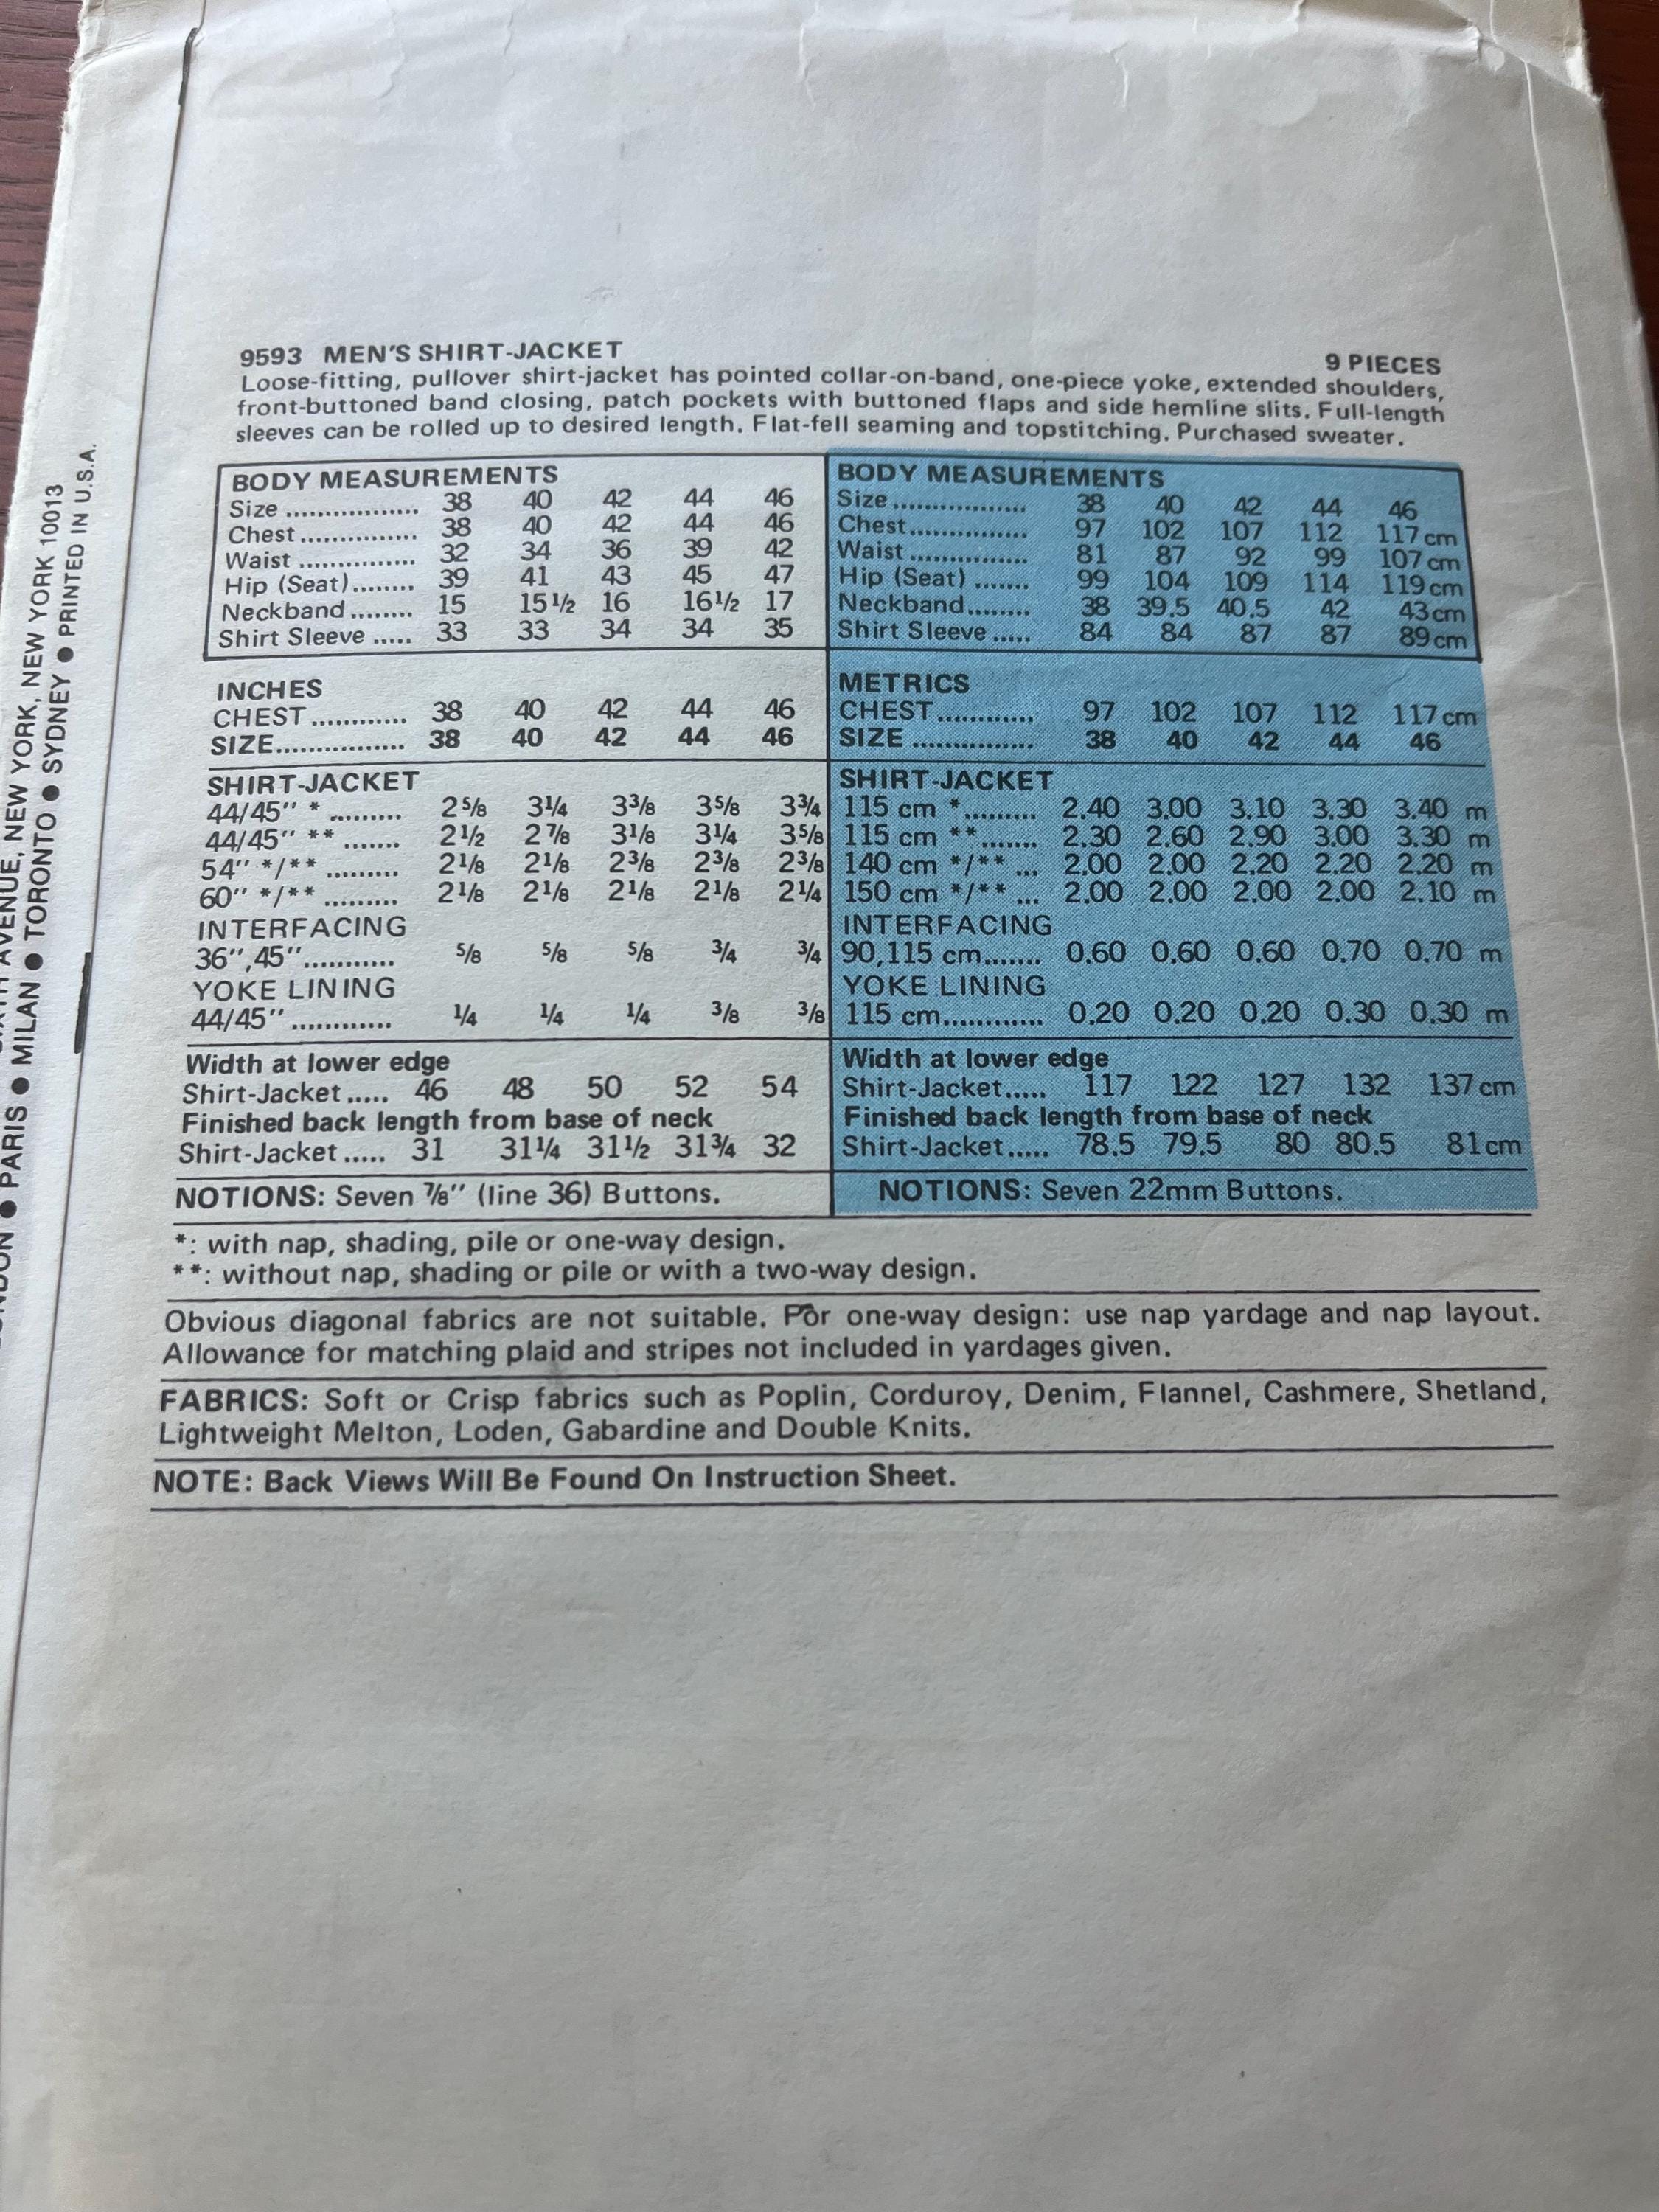 9593 MEN'S SHIRT-JACKET 9 PIECES
Loose-fitting, pullover shirt-jacket has pointed collar-on-band, one-piece yoke, extended shoulders,
front-buttoned band closing, patch pockets with buttoned flaps and side hemline slits. Full-length
sleeves can be rolled up to desired length. Flat-fell seaming and topstitching. Purchased sweater.
BODY MEASUREMENTS
Size ................. 38 40 42 44 46
Chest ............... 38 40 42 44 46
Waist ............... 32 34 36 39 42
Hip (Seat)........ 39 41 43 45 47
Neckband ........ 15 15½ 16 16½ 17
Shirt Sleeve ..... 33 33 34 34 35
INCHES
CHEST ............ 38 40 42 44 46
SIZE................ 38 40 42 44 46
SHIRT-JACKET
44/45'' * ......... 2⅝ 3¼ 3⅜ 3⅝ 3¾
44/45'' ** ....... 2½ 2⅞ 3⅛ 3¼ 3⅝
54'' */** ......... 2⅛ 2⅛ 2⅜ 2⅜ 2⅜
60'' */** ......... 2⅛ 2⅛ 2⅛ 2⅛ 2¼
INTERFACING
36'',45''........... ⅝ ⅝ ⅝ ¾ ¾
YOKE LINING
44/45'' ............ ¼ ¼ ¼ ⅜ ⅜
Width at lower edge
Shirt-Jacket ..... 46 48 50 52 54
Finished back length from base of neck
Shirt-Jacket ..... 31 31¼ 31½ 31¾ 32
NOTIONS: Seven ⅞'' (line 36) Buttons.
BODY MEASUREMENTS
Size ................. 38 40 42 44 46
Chest............... 97 102 107 112 117 cm
Waist ............... 81 87 92 99 107 cm
Hip (Seat) ....... 99 104 109 114 119 cm
Neckband........ 38 39.5 40.5 42 43 cm
Shirt Sleeve ..... 84 84 87 87 89 cm
METRICS
CHEST............ 97 102 107 112 117 cm
SIZE ............... 38 40 42 44 46
SHIRT-JACKET
115 cm *......... 2.40 3.00 3.10 3.30 3.40 m
115 cm ** ....... 2.30 2.60 2.90 3.00 3.30 m
140 cm */** ... 2.00 2.00 2.20 2.20 2.20 m
150 cm */** ... 2.00 2.00 2.00 2.00 2.10 m
INTERFACING
90,115 cm....... 0.60 0.60 0.60 0.70 0.70 m
YOKE LINING
115 cm............ 0.20 0.20 0.20 0.30 0.30 m
Width at lower edge
Shirt-Jacket..... 117 122 127 132 137 cm
Finished back length from base of neck
Shirt-Jacket..... 78.5 79.5 80 80.5 81 cm
NOTIONS: Seven 22mm Buttons.
*: with nap, shading, pile or one-way design.
**: without nap, shading or pile or with a two-way design.
Obvious diagonal fabrics are not suitable. For one-way design: use nap yardage and nap layout.
Allowance for matching plaid and stripes not included in yardages given.
FABRICS: Soft or Crisp fabrics such as Poplin, Corduroy, Denim, Flannel, Cashmere, Shetland,
Lightweight Melton, Loden, Gabardine and Double Knits.
NOTE: Back Views Will Be Found On Instruction Sheet.
AVENUE, NEW YORK, NEW YORK 10013
● PARIS ● MILAN ● TORONTO ● SYDNEY ● PRINTED IN U.S.A.